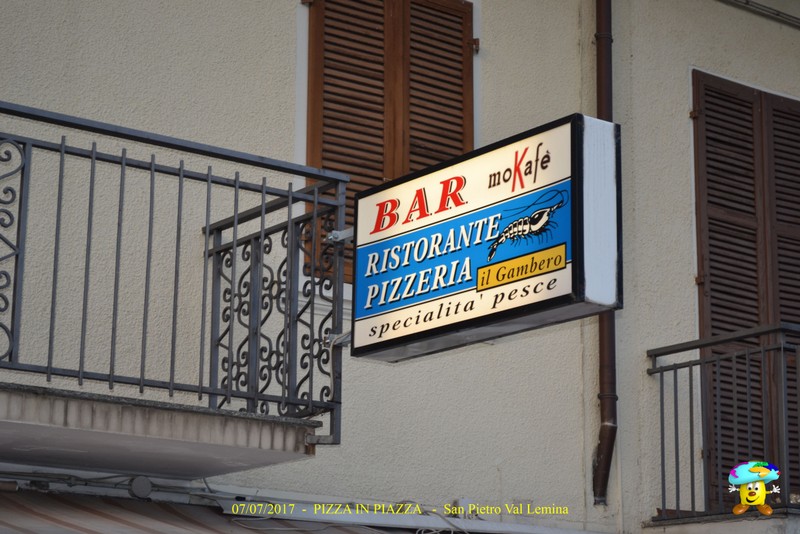 BAR
moKafè
RISTORANTE
PIZZERIA
il Gambero
specialita' pesce
07/07/2017 - PIZZA IN PIAZZA - San Pietro Val Lemina